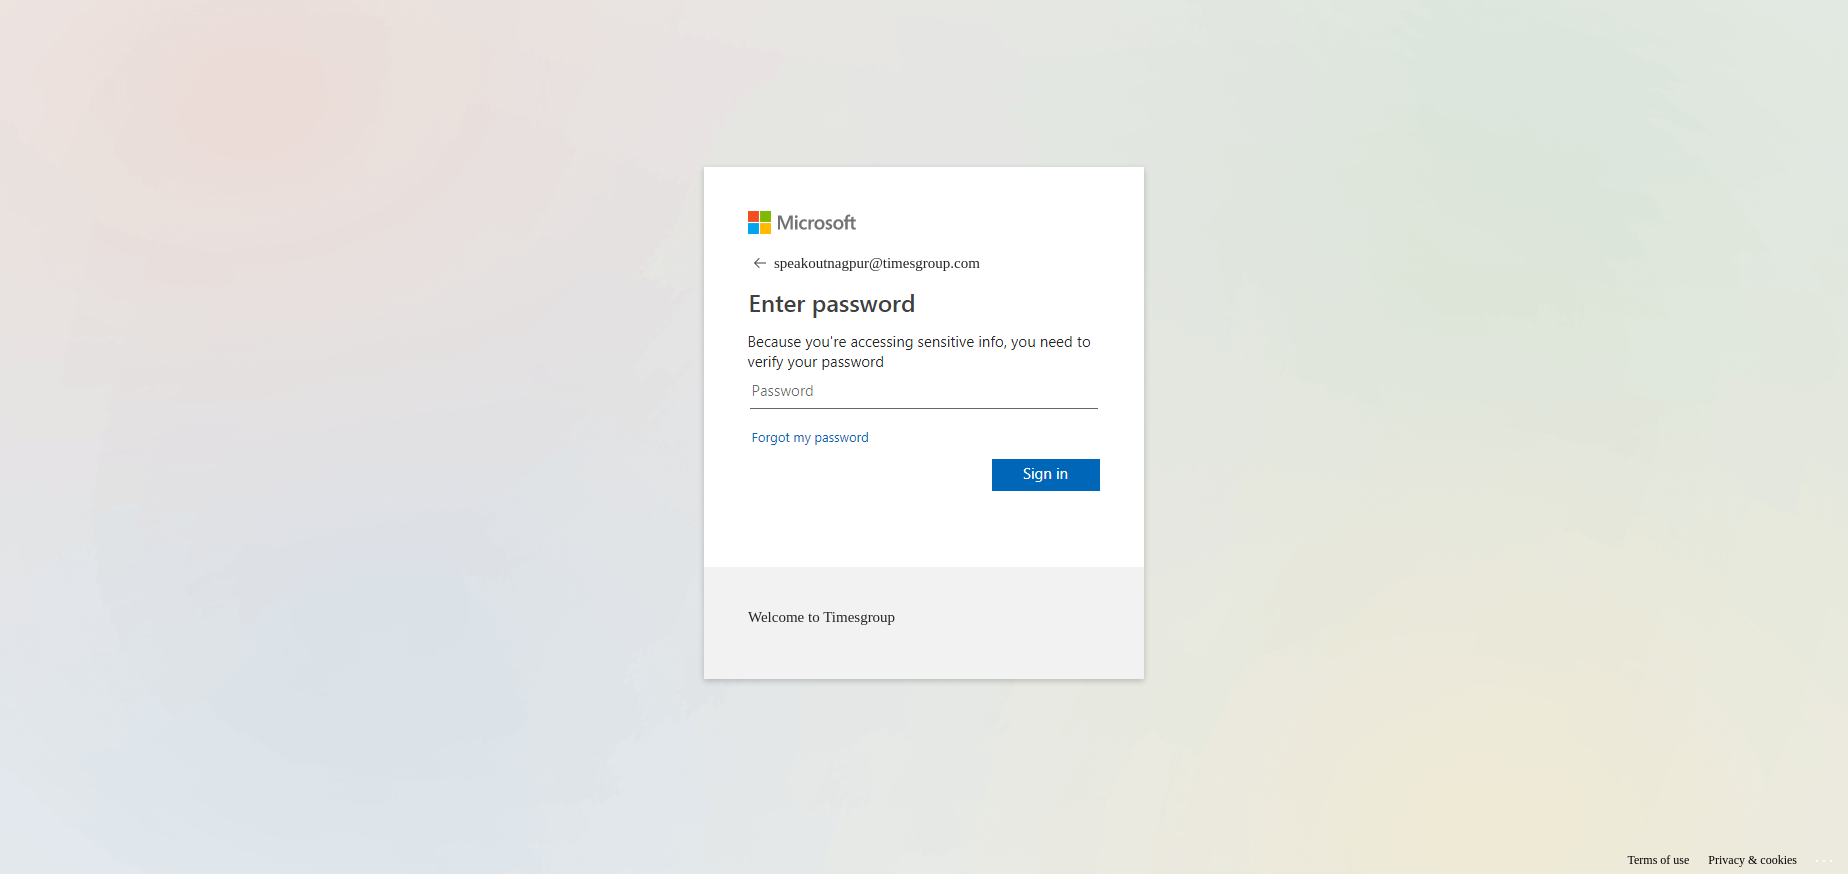 Microsoft
speakoutnagpur@timesgroup.com
Enter password
Because you're accessing sensitive info, you need to
verify your password
Password
Forgot my password
Sign in
Welcome to Timesgroup
Terms of use Privacy & cookies ...